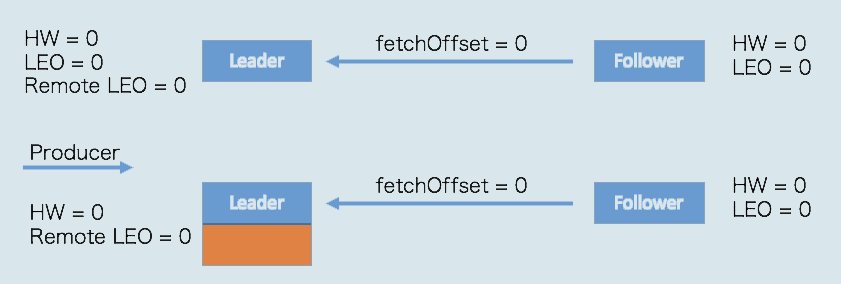 HW = 0
LEO = 0
Remote LEO = 0
Leader
fetchOffset = 0
Follower
HW = 0
LEO = 0
Producer
HW = 0
Remote LEO = 0
Leader
fetchOffset = 0
Follower
HW = 0
LEO = 0